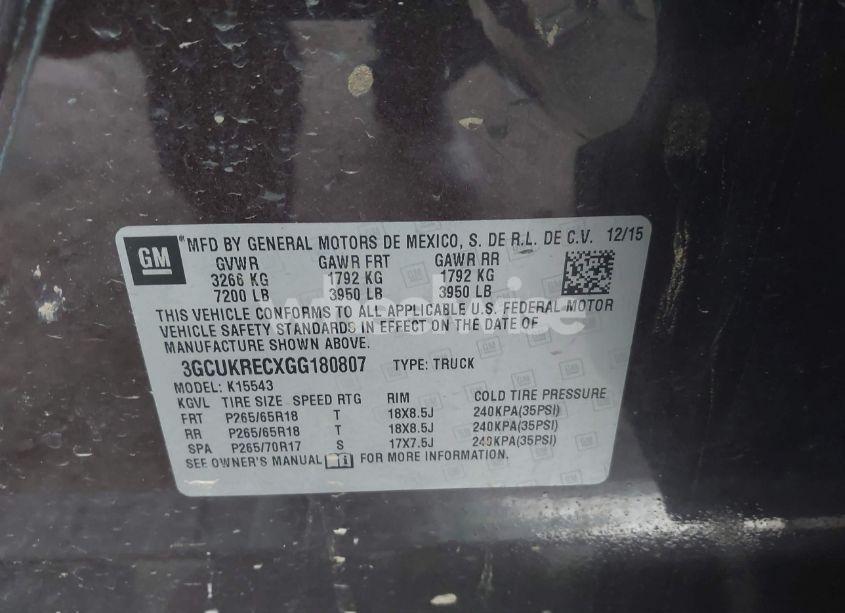 GM
MFD BY GENERAL MOTORS DE MEXICO, S. DE R.L. DE C.V. 12/15
GVWR GAWR FRT GAWR RR
3266 KG 1792 KG 1792 KG
7200 LB 3950 LB 3950 LB
THIS VEHICLE CONFORMS TO ALL APPLICABLE U.S. FEDERAL MOTOR
VEHICLE SAFETY STANDARDS IN EFFECT ON THE DATE OF
MANUFACTURE SHOWN ABOVE.
3GCUKRECXGG180807 TYPE: TRUCK
MODEL: K15543
KGVL TIRE SIZE SPEED RTG RIM COLD TIRE PRESSURE
FRT P265/65R18 T 18X8.5J 240KPA(35PSI)
RR P265/65R18 T 18X8.5J 240KPA(35PSI)
SPA P265/70R17 S 17X7.5J 240KPA(35PSI)
SEE OWNER'S MANUAL FOR MORE INFORMATION.